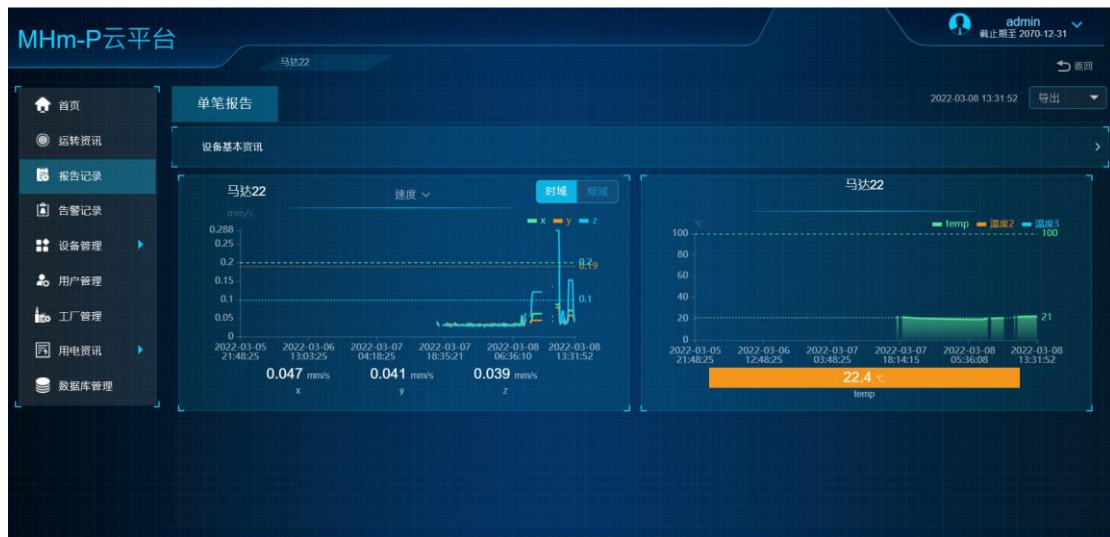 MHm-P云平台
admin
截止期至 2070-12-31
马达22
返回
首页
运转资讯
报告记录
告警记录
设备管理
用户管理
工厂管理
用电资讯
数据库管理
单笔报告
2022-03-08 13:31:52
导出
设备基本资讯
马达22
速度
时域
频域
mm/s
x
y
z
0.288
0.25
0.2
0.15
0.1
0.05
0
0.2
0.19
0.1
2022-03-05 21:48:25
2022-03-06 13:03:25
2022-03-07 04:18:25
2022-03-07 18:35:21
2022-03-08 06:36:10
2022-03-08 13:31:52
0.047 mm/s
0.041 mm/s
0.039 mm/s
x
y
z
马达22
℃
temp
温度2
温度3
100
80
60
40
20
0
100
21
2022-03-05 21:48:25
2022-03-06 12:48:25
2022-03-07 03:48:25
2022-03-07 18:14:15
2022-03-08 05:36:08
2022-03-08 13:31:52
22.4 ℃
temp